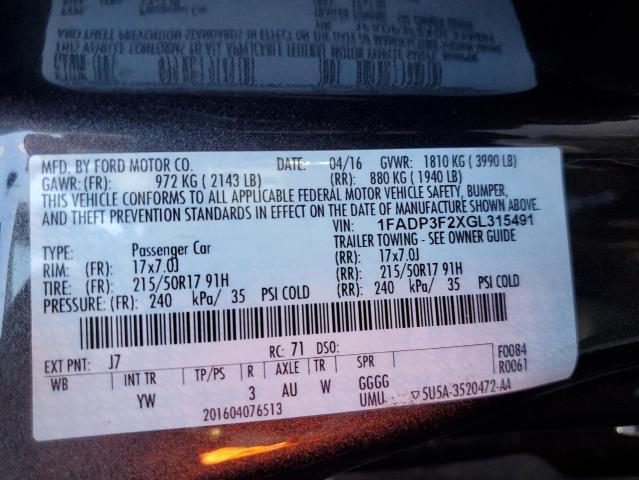 MFD. BY FORD MOTOR CO. DATE: 04/16 GVWR: 1810 KG ( 3990 LB)
GAWR: (FR): 972 KG ( 2143 LB) (RR): 880 KG ( 1940 LB)
THIS VEHICLE CONFORMS TO ALL APPLICABLE FEDERAL MOTOR VEHICLE SAFETY, BUMPER,
AND THEFT PREVENTION STANDARDS IN EFFECT ON THE DATE OF MANUFACTURE SHOWN ABOVE.
VIN: 1FADP3F2XGL315491
TYPE: Passenger Car TRAILER TOWING - SEE OWNER GUIDE
RIM: (FR): 17x7.0J (RR): 17x7.0J
TIRE: (FR): 215/50R17 91H (RR): 215/50R17 91H
PRESSURE: (FR): 240 kPa/ 35 PSI COLD (RR): 240 kPa/ 35 PSI COLD
EXT PNT: J7 RC: 71 DSO: F0084
WB INT TR TP/PS R AXLE TR SPR R0061
YW 3 AU W GGGG
201604076513 UMU 5U5A-3520472-AA